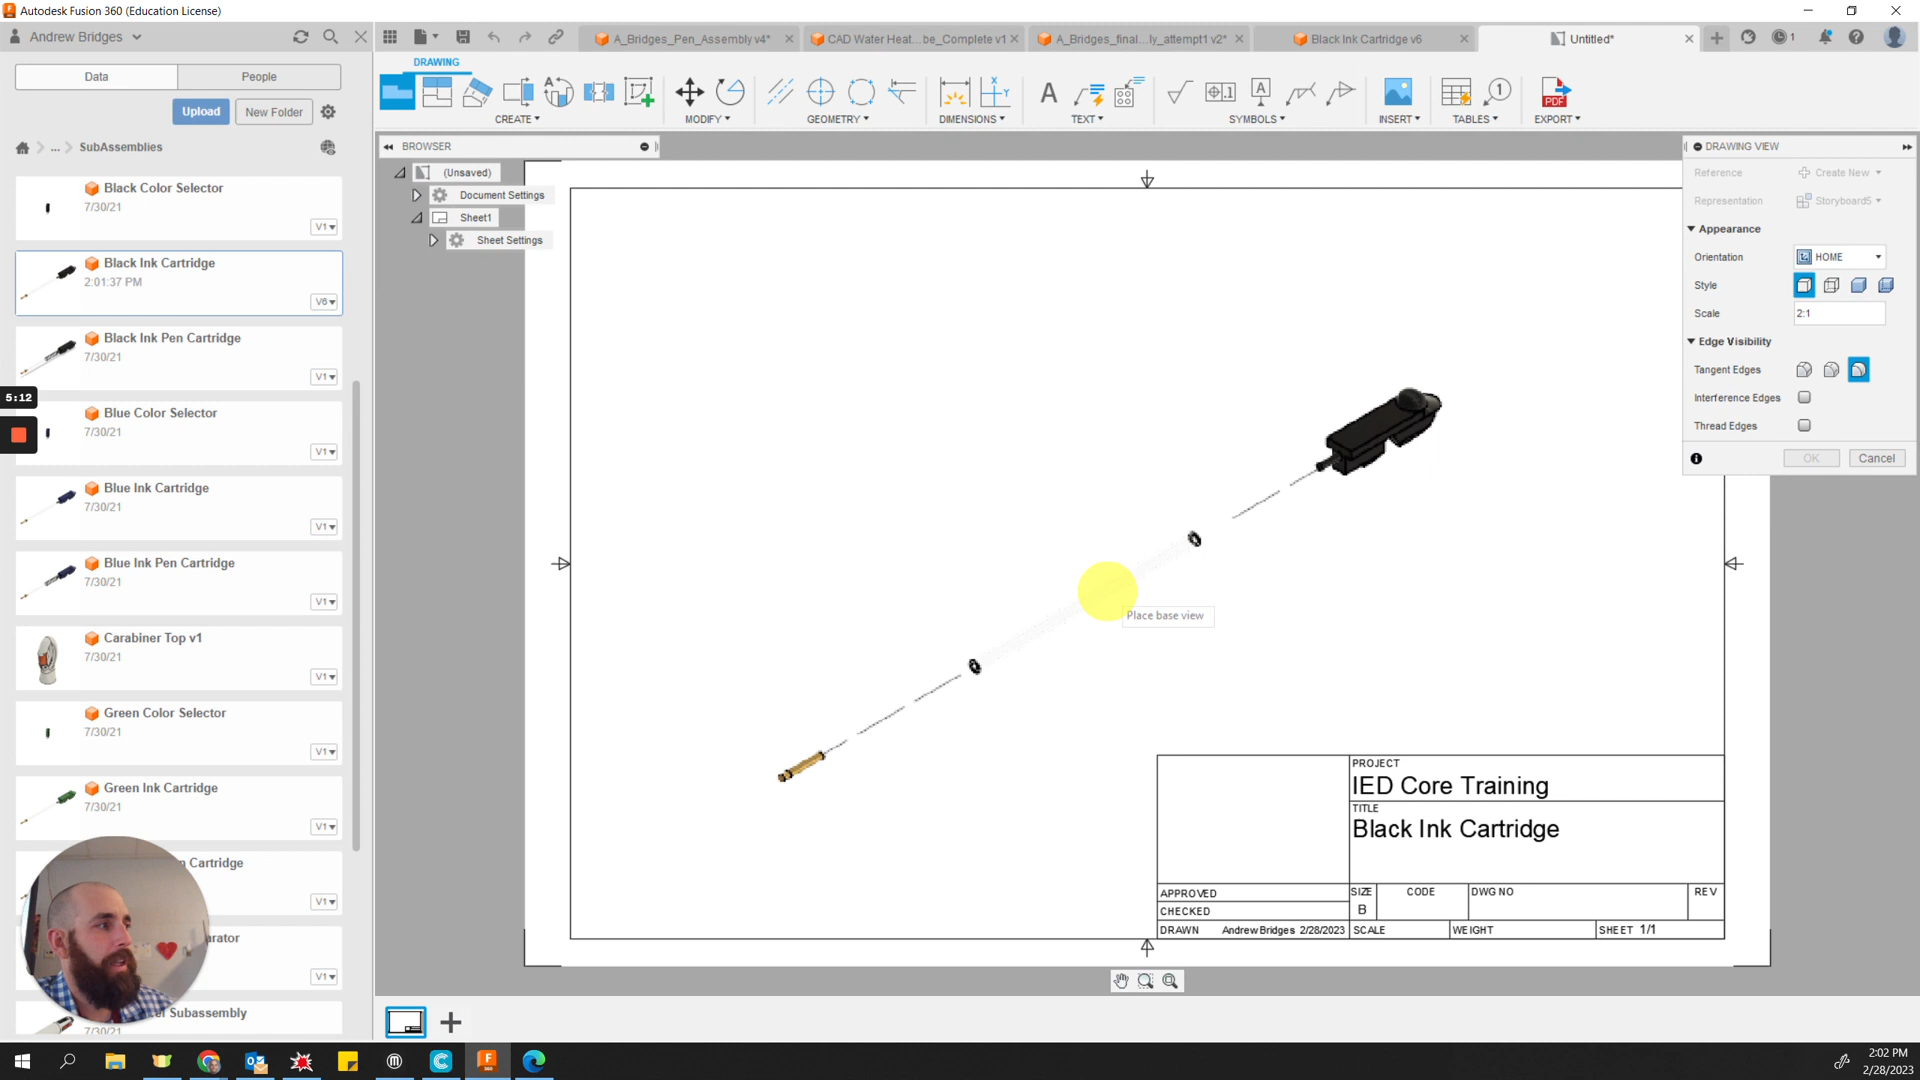 Autodesk Fusion 360 (Education License)
Andrew Bridges
A_Bridges_Pen_Assembly v4*
CAD Water Heat...be_Complete v1
A_Bridges_final...ly_attempt1 v2*
Black Ink Cartridge v6
Untitled*
1
Data
People
Upload
New Folder
... SubAssemblies
DRAWING
CREATE
MODIFY
GEOMETRY
DIMENSIONS
TEXT
SYMBOLS
INSERT
TABLES
EXPORT
PDF
Black Color Selector
7/30/21
V1
Black Ink Cartridge
2:01:37 PM
V6
Black Ink Pen Cartridge
7/30/21
V1
5:12
Blue Color Selector
7/30/21
V1
Blue Ink Cartridge
7/30/21
V1
Blue Ink Pen Cartridge
7/30/21
V1
Carabiner Top v1
7/30/21
V1
Green Color Selector
7/30/21
V1
Green Ink Cartridge
7/30/21
V1
Cartridge
V1
arator
V1
Subassembly
7/30/21
BROWSER
(Unsaved)
Document Settings
Sheet1
Sheet Settings
Place base view
PROJECT
IED Core Training
TITLE
Black Ink Cartridge
APPROVED
CHECKED
DRAWN Andrew Bridges 2/28/2023
SIZE
B
CODE
DWG NO
REV
SCALE
WEIGHT
SHEET 1/1
DRAWING VIEW
Reference Create New
Representation Storyboard5
Appearance
Orientation HOME
Style
Scale 2:1
Edge Visibility
Tangent Edges
Interference Edges
Thread Edges
OK
Cancel
2:02 PM
2/28/2023